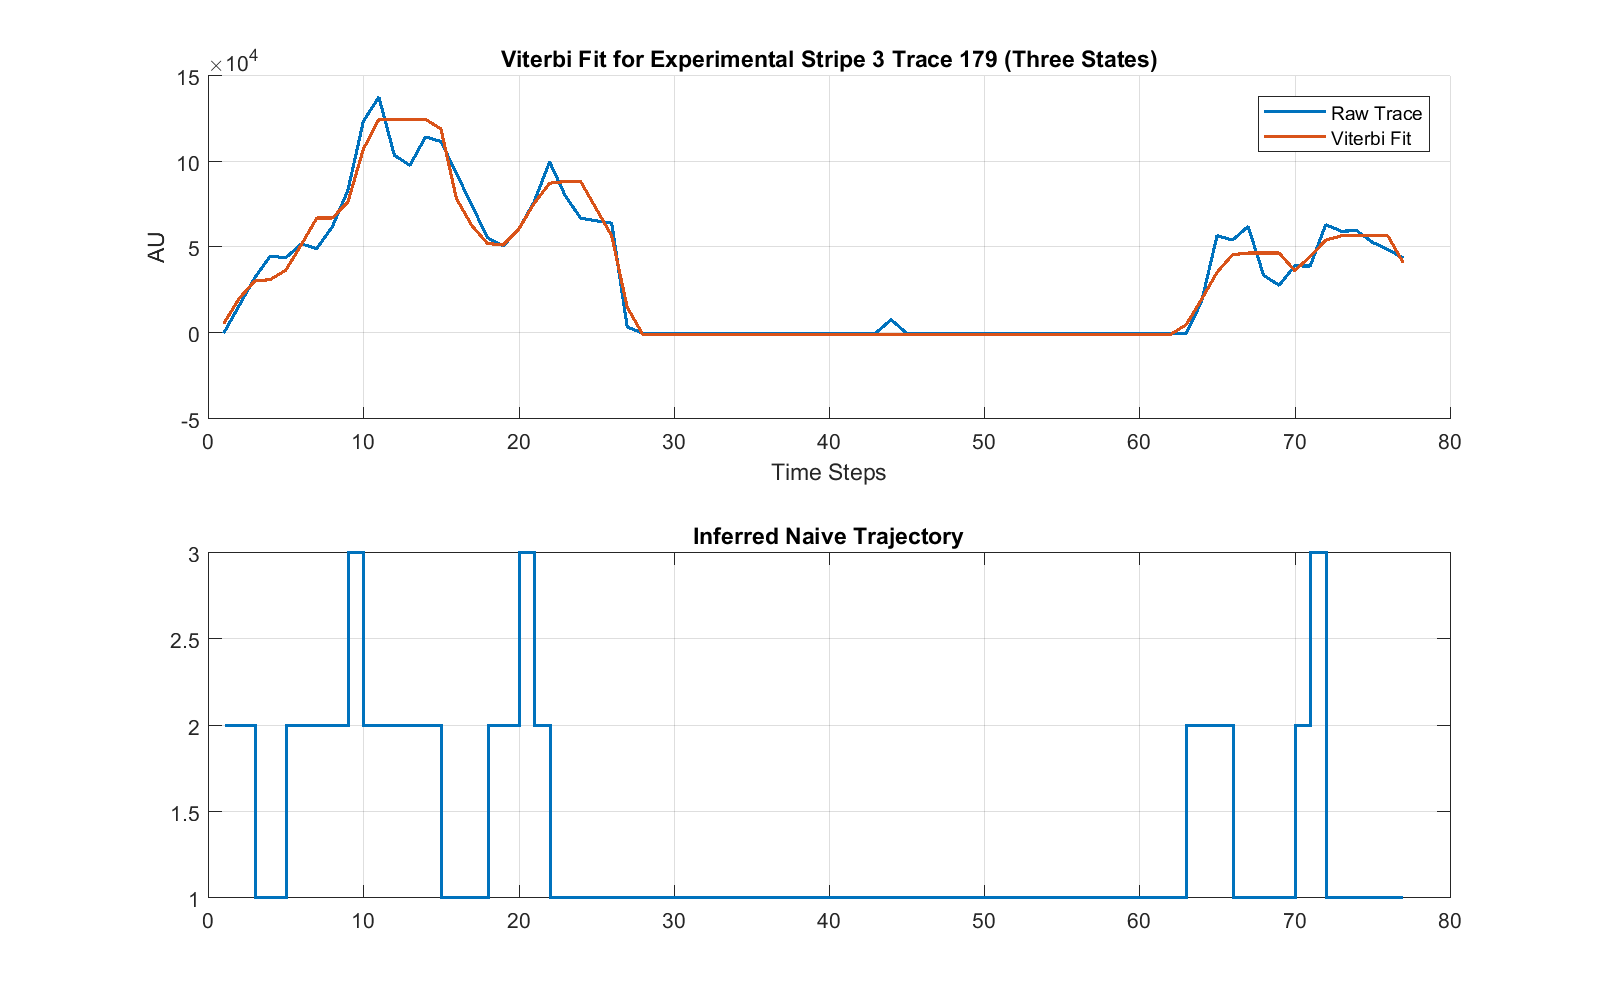 Viterbi Fit for Experimental Stripe 3 Trace 179 (Three States)
×10⁴
15
10
5
0
-5
AU
Raw Trace
Viterbi Fit
0 10 20 30 40 50 60 70 80
Time Steps
Inferred Naive Trajectory
3
2.5
2
1.5
1
0 10 20 30 40 50 60 70 80